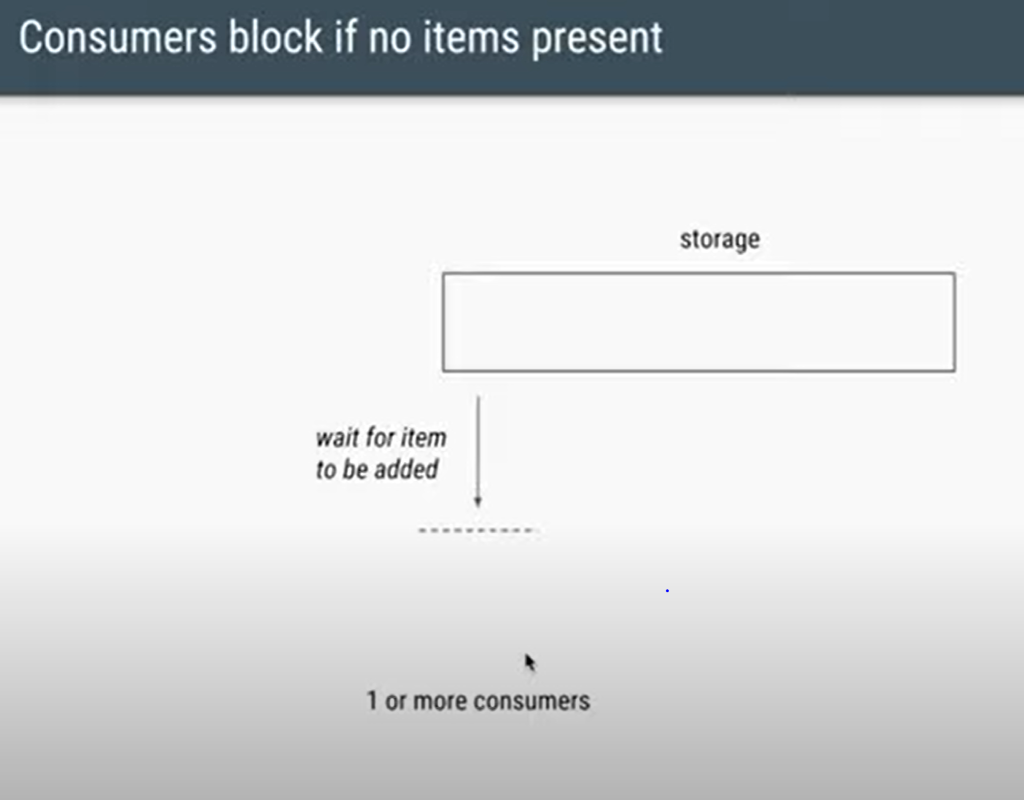 Consumers block if no items present
storage
wait for item
to be added
1 or more consumers